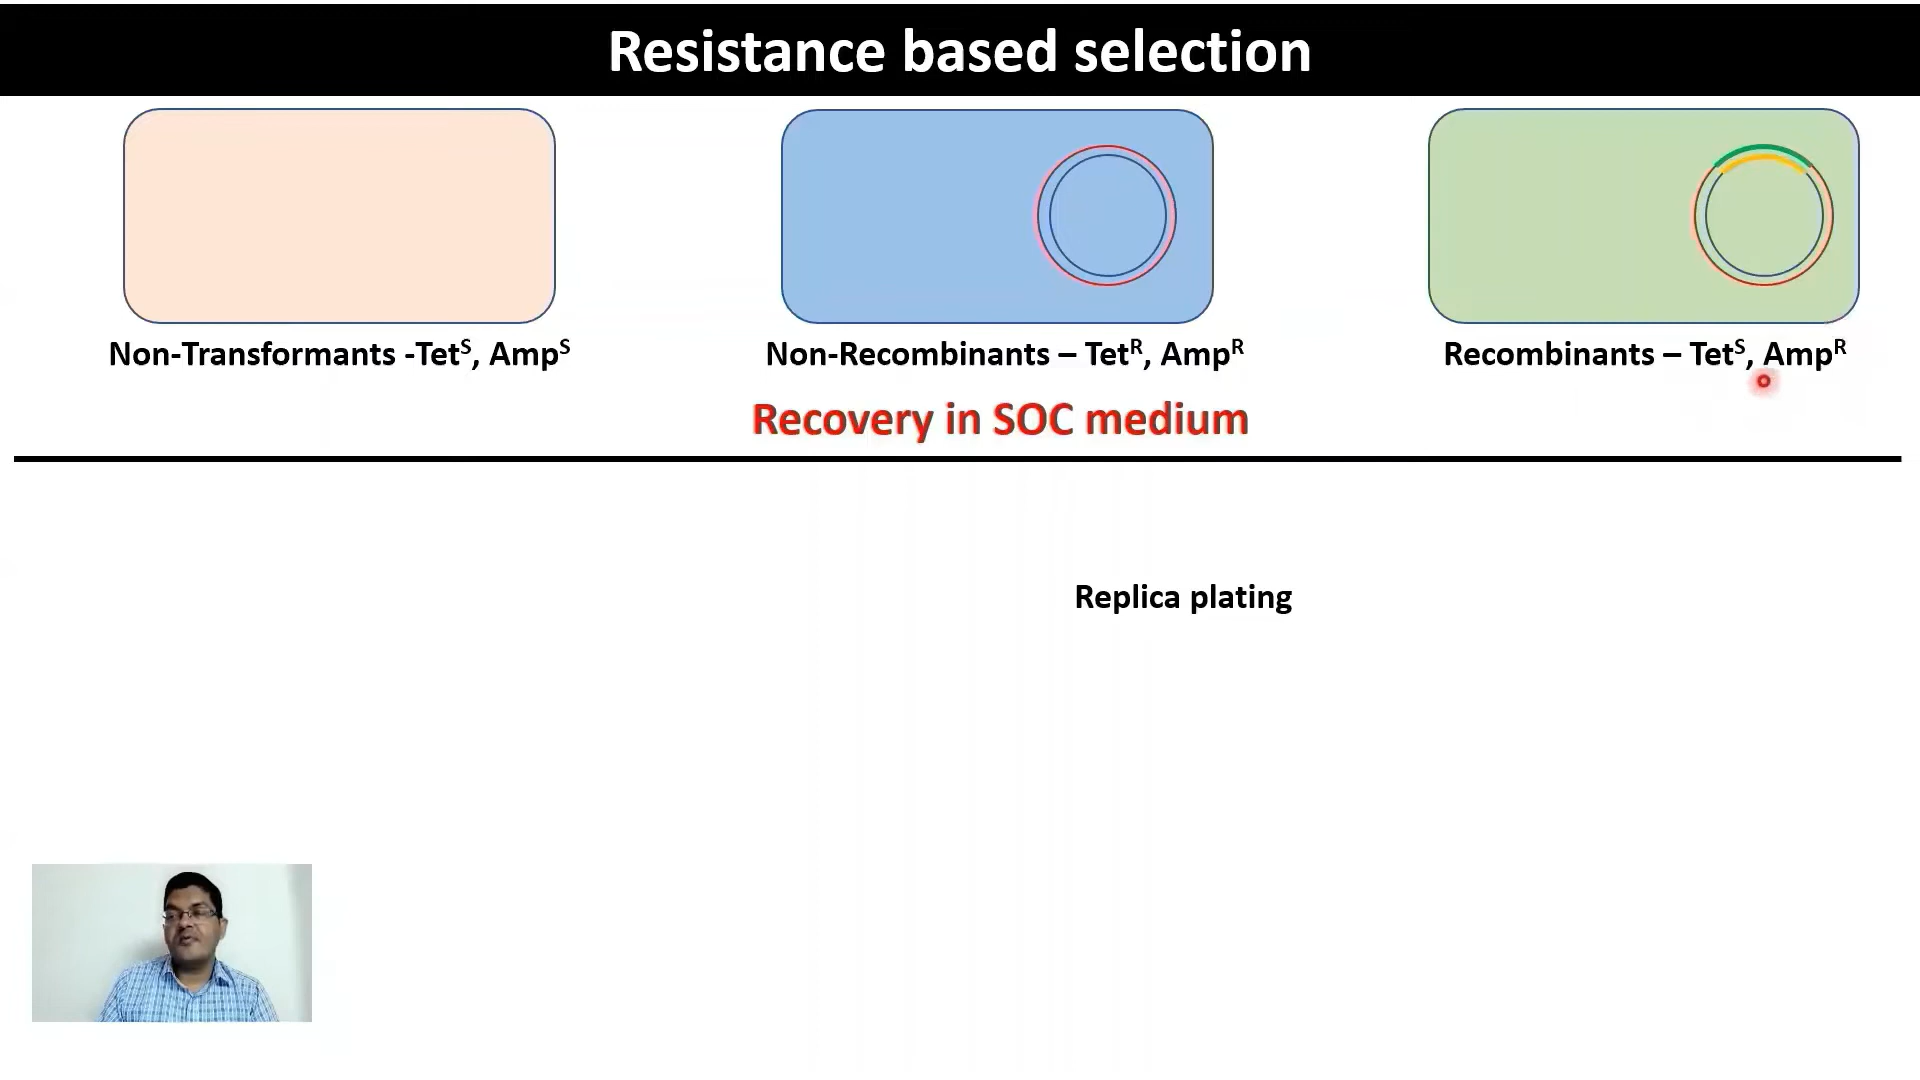 Resistance based selection
Non-Transformants -Tetˢ, Ampˢ
Non-Recombinants – Tetᴿ, Ampᴿ
Recombinants – Tetˢ, Ampᴿ
Recovery in SOC medium
Replica plating